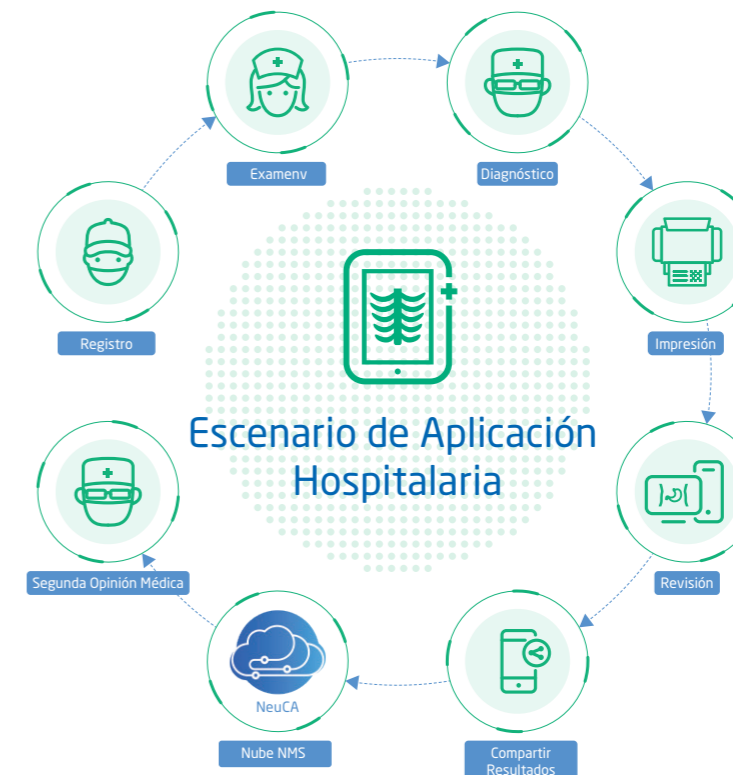 Examenv
Diagnóstico
Registro
Impresión
Escenario de Aplicación
Hospitalaria
Segunda Opinión Médica
Revisión
NeuCA
Nube NMS
Compartir
Resultados